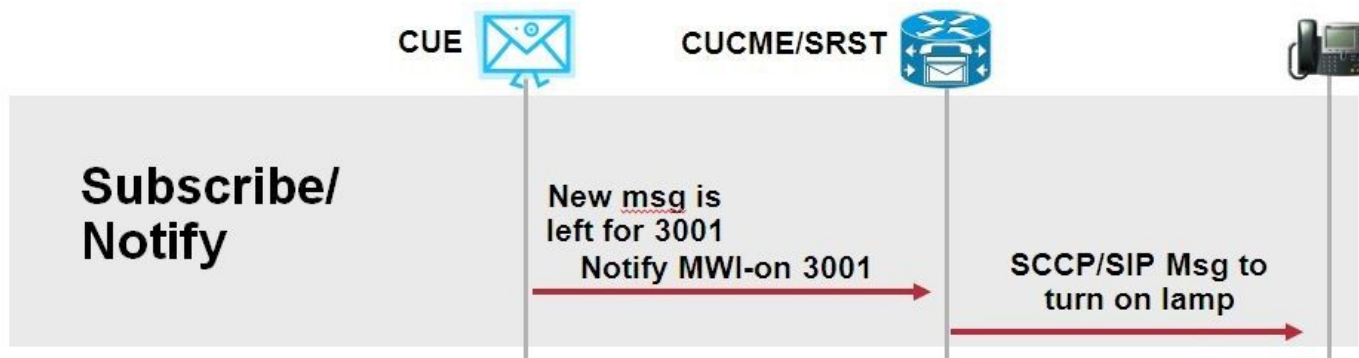 CUE
CUCME/SRST
Subscribe/
Notify
New msg is
left for 3001
Notify MWI-on 3001
SCCP/SIP Msg to
turn on lamp